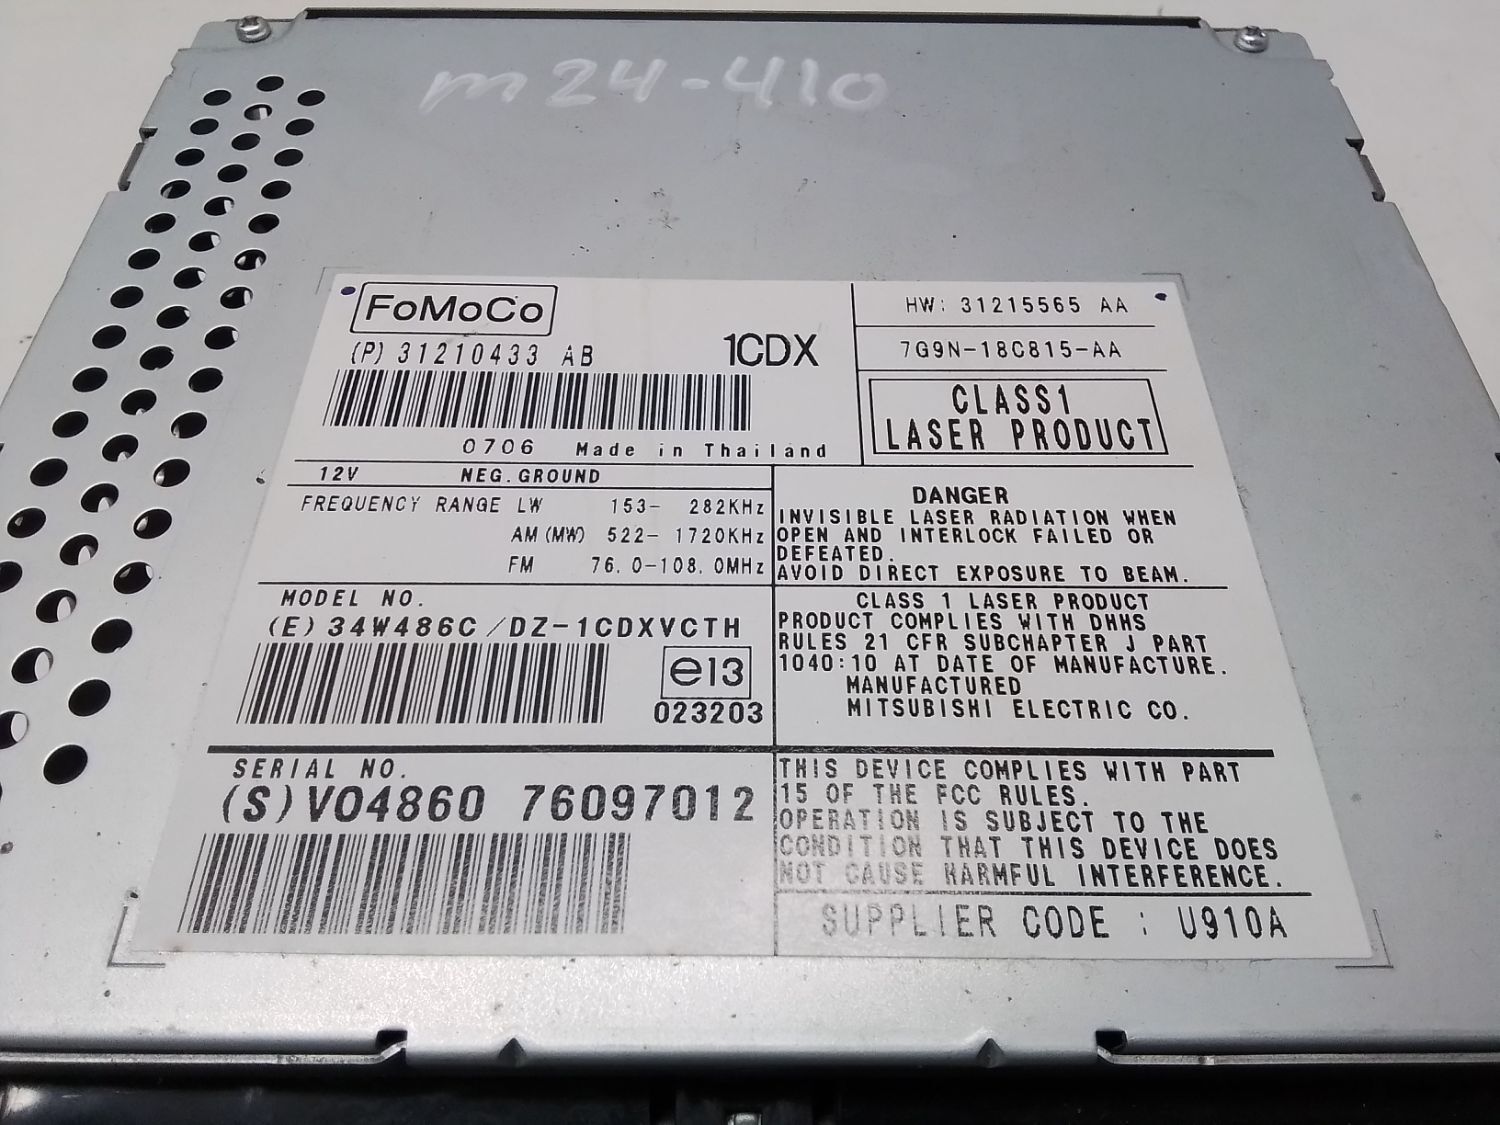 m24-410
FoMoCo
(P) 31210433 AB
1CDX
0706 Made in Thailand
HW: 31215565 AA
7G9N-18C815-AA
CLASS1
LASER PRODUCT
12V NEG.GROUND
FREQUENCY RANGE LW 153- 282KHz
AM(MW) 522- 1720KHz
FM 76.0-108.0MHz
DANGER
INVISIBLE LASER RADIATION WHEN
OPEN AND INTERLOCK FAILED OR
DEFEATED.
AVOID DIRECT EXPOSURE TO BEAM.
MODEL NO.
(E)34W486C/DZ-1CDXVCTH
e13
023203
CLASS 1 LASER PRODUCT
PRODUCT COMPLIES WITH DHHS
RULES 21 CFR SUBCHAPTER J PART
1040:10 AT DATE OF MANUFACTURE.
MANUFACTURED
MITSUBISHI ELECTRIC CO.
SERIAL NO.
(S)VO4860 76097012
THIS DEVICE COMPLIES WITH PART
15 OF THE FCC RULES.
OPERATION IS SUBJECT TO THE
CONDITION THAT THIS DEVICE DOES
NOT CAUSE HARMFUL INTERFERENCE.
SUPPLIER CODE : U910A